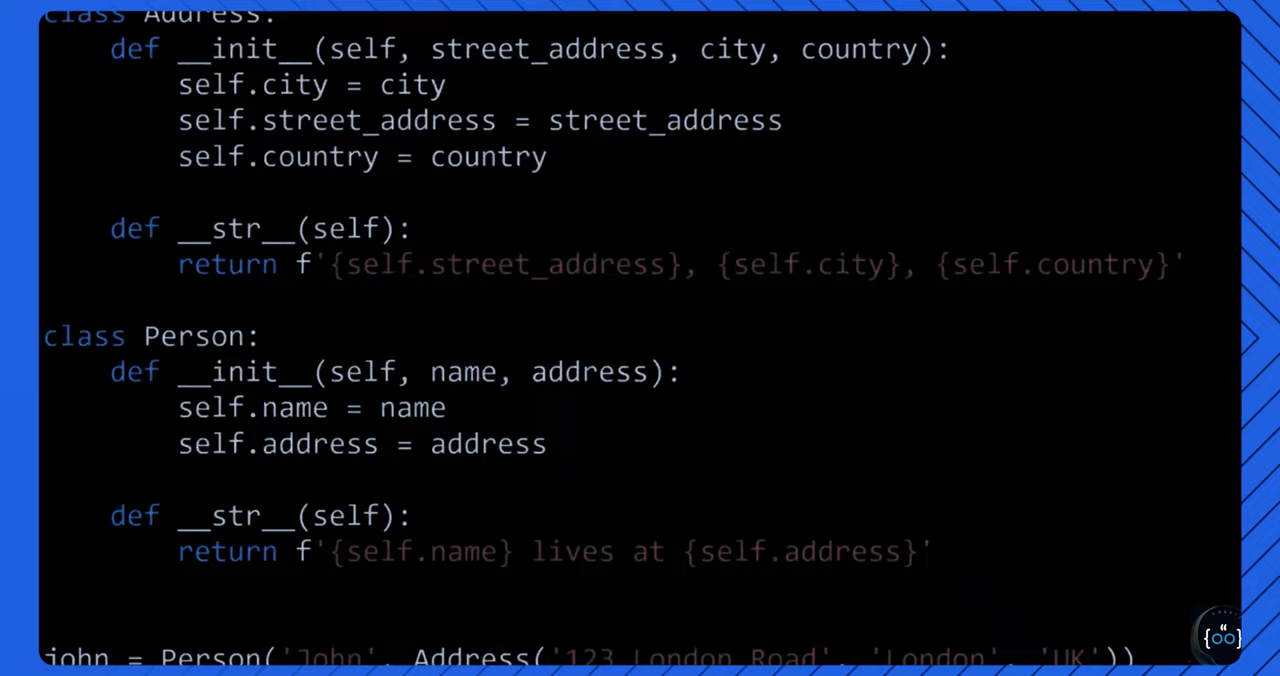 class Address:
    def __init__(self, street_address, city, country):
        self.city = city
        self.street_address = street_address
        self.country = country
    def __str__(self):
        return f'{self.street_address}, {self.city}, {self.country}'
class Person:
    def __init__(self, name, address):
        self.name = name
        self.address = address
    def __str__(self):
        return f'{self.name} lives at {self.address}'
john = Person('John', Address('123 London Road', 'London', 'UK'))